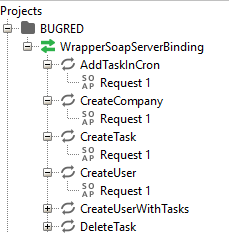 Projects
BUGRED
WrapperSoapServerBinding
AddTaskInCron
SO
AP Request 1
CreateCompany
SO
AP Request 1
CreateTask
SO
AP Request 1
CreateUser
SO
AP Request 1
CreateUserWithTasks
DeleteTask